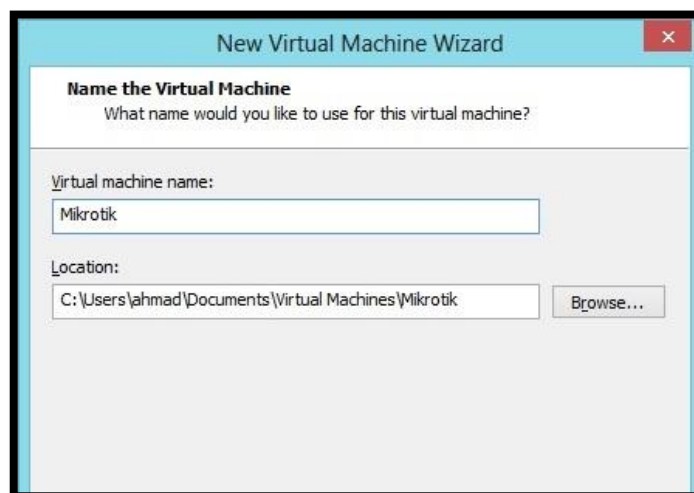 New Virtual Machine Wizard
Name the Virtual Machine
What name would you like to use for this virtual machine?
Virtual machine name:
Mikrotik
Location:
C:\Users\ahmad\Documents\Virtual Machines\Mikrotik
Browse...